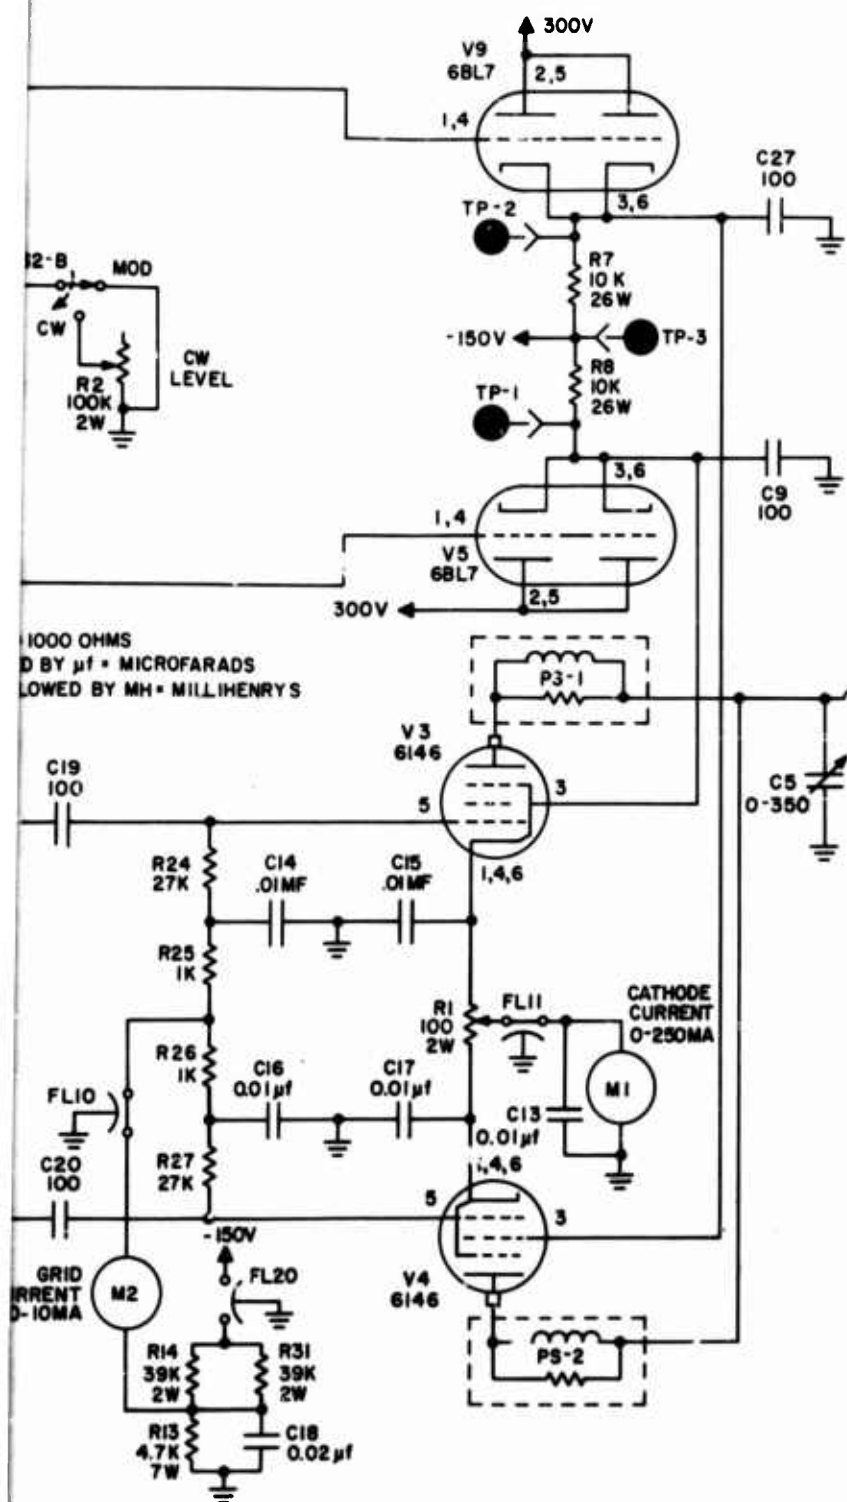 300V
V9
6BL7
2,5
1,4
3,6
C27
100
TP-2
R7
10 K
26W
-150V
TP-3
R8
10K
26W
TP-1
S2-B
MOD
CW
R2
100K
2W
CW
LEVEL
3,6
C9
100
1,4
V5
6BL7
2,5
300V
1000 OHMS
D BY µf = MICROFARADS
LOWED BY MH= MILLIHENRYS
P3-1
V3
6146
C19
100
5
3
C5
0-350
R24
27K
C14
.01MF
C15
.01MF
1,4,6
R25
1K
R1
100
2W
FL11
CATHODE
CURRENT
0-250MA
R26
1K
C16
0.01µf
C17
0.01µf
M1
FL10
C13
0.01µf
R27
27K
1,4,6
C20
100
5
3
-150V
GRID
RRENT
0-10MA
M2
FL20
V4
6146
R14
39K
2W
R31
39K
2W
PS-2
R13
4.7K
7W
C18
0.02µf